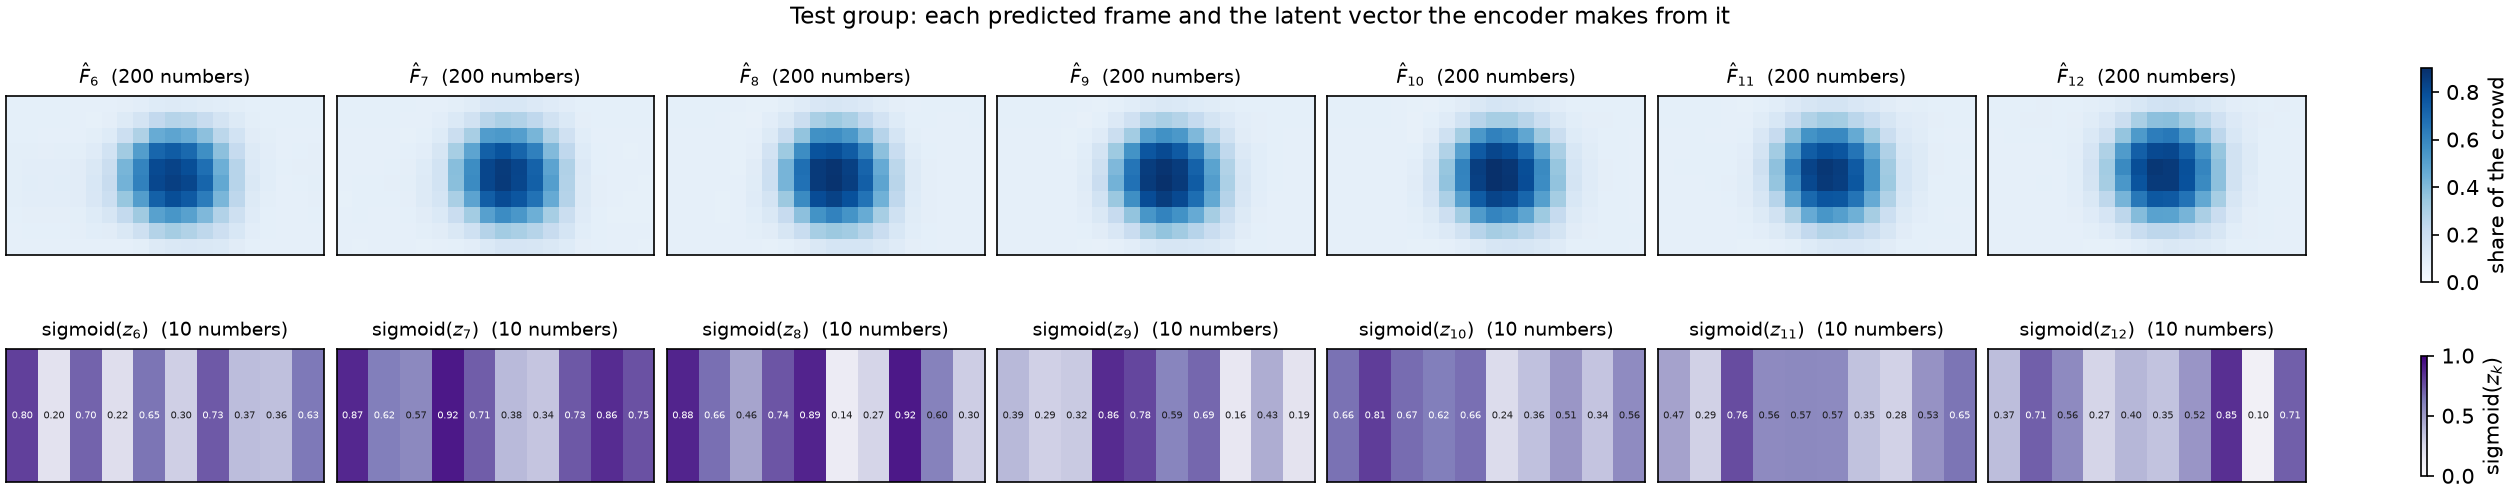 Test group: each predicted frame and the latent vector the encoder makes from it
F̂₆ (200 numbers)
F̂₇ (200 numbers)
F̂₈ (200 numbers)
F̂₉ (200 numbers)
F̂₁₀ (200 numbers)
F̂₁₁ (200 numbers)
F̂₁₂ (200 numbers)
0.8
0.6
0.4
0.2
0.0
share of the crowd
sigmoid(z₆) (10 numbers)
sigmoid(z₇) (10 numbers)
sigmoid(z₈) (10 numbers)
sigmoid(z₉) (10 numbers)
sigmoid(z₁₀) (10 numbers)
sigmoid(z₁₁) (10 numbers)
sigmoid(z₁₂) (10 numbers)
0.80 0.20 0.70 0.22 0.65 0.30 0.73 0.37 0.36 0.63
0.87 0.62 0.57 0.92 0.71 0.38 0.34 0.73 0.86 0.75
0.88 0.66 0.46 0.74 0.89 0.14 0.27 0.92 0.60 0.30
0.39 0.29 0.32 0.86 0.78 0.59 0.69 0.16 0.43 0.19
0.66 0.81 0.67 0.62 0.66 0.24 0.36 0.51 0.34 0.56
0.47 0.29 0.76 0.56 0.57 0.57 0.35 0.28 0.53 0.65
0.37 0.71 0.56 0.27 0.40 0.35 0.52 0.85 0.10 0.71
1.0
0.5
0.0
sigmoid(zₖ)